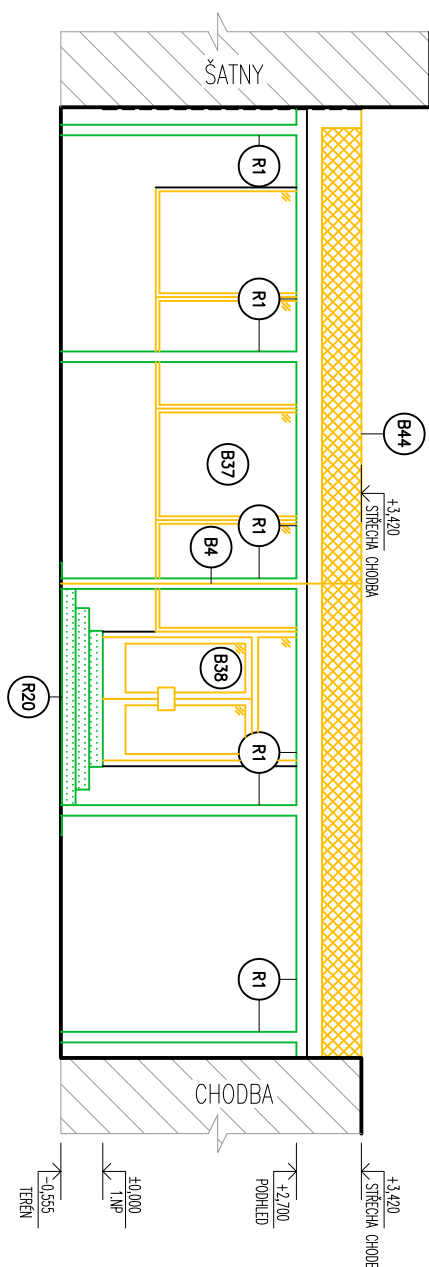 ŠATNY
R1
R1
B44
+3,420
STŘECHA CHODBA
B37
R1
B4
B38
R20
R1
R1
CHODBA
+3,420
STŘECHA CHODB
+2,700
PODHLED
±0,000
1.NP
-0,555
TERÉN